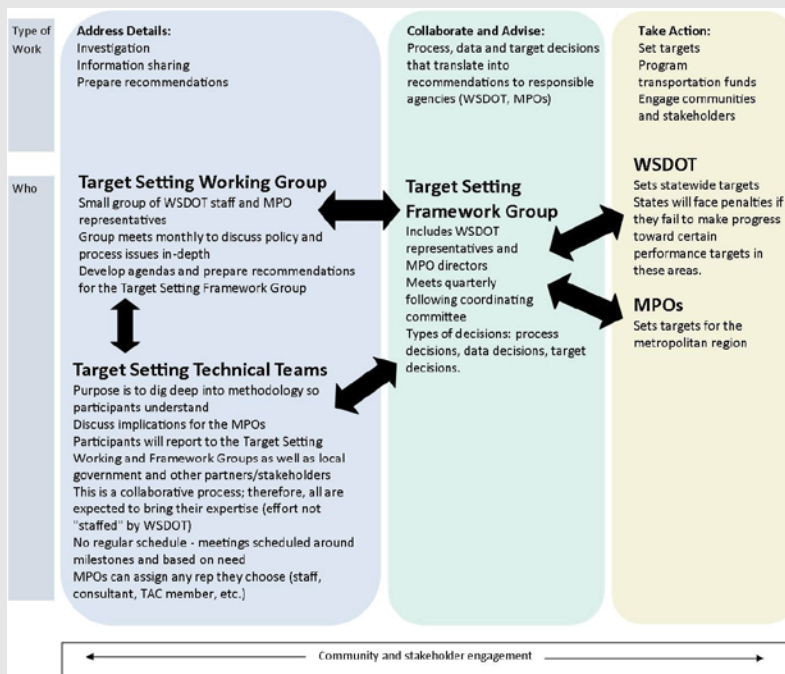 Type of
Work
Address Details:
Investigation
Information sharing
Prepare recommendations
Collaborate and Advise:
Process, data and target decisions
that translate into
recommendations to responsible
agencies (WSDOT, MPOs)
Take Action:
Set targets
Program
transportation funds
Engage communities
and stakeholders
Who
Target Setting Working Group
Small group of WSDOT staff and MPO
representatives
Group meets monthly to discuss policy and
process issues in-depth
Develop agendas and prepare recommendations
for the Target Setting Framework Group
Target Setting Technical Teams
Purpose is to dig deep into methodology so
participants understand
Discuss implications for the MPOs
Participants will report to the Target Setting
Working and Framework Groups as well as local
government and other partners/stakeholders
This is a collaborative process; therefore, all are
expected to bring their expertise (effort not
"staffed" by WSDOT)
No regular schedule - meetings scheduled around
milestones and based on need
MPOs can assign any rep they choose (staff,
consultant, TAC member, etc.)
Target Setting
Framework Group
Includes WSDOT
representatives and
MPO directors
Meets quarterly
following coordinating
committee
Types of decisions: process
decisions, data decisions, target
decisions.
WSDOT
Sets statewide targets
States will face penalties if
they fail to make progress
toward certain
performance targets in
these areas.
MPOs
Sets targets for the
metropolitan region
Community and stakeholder engagement